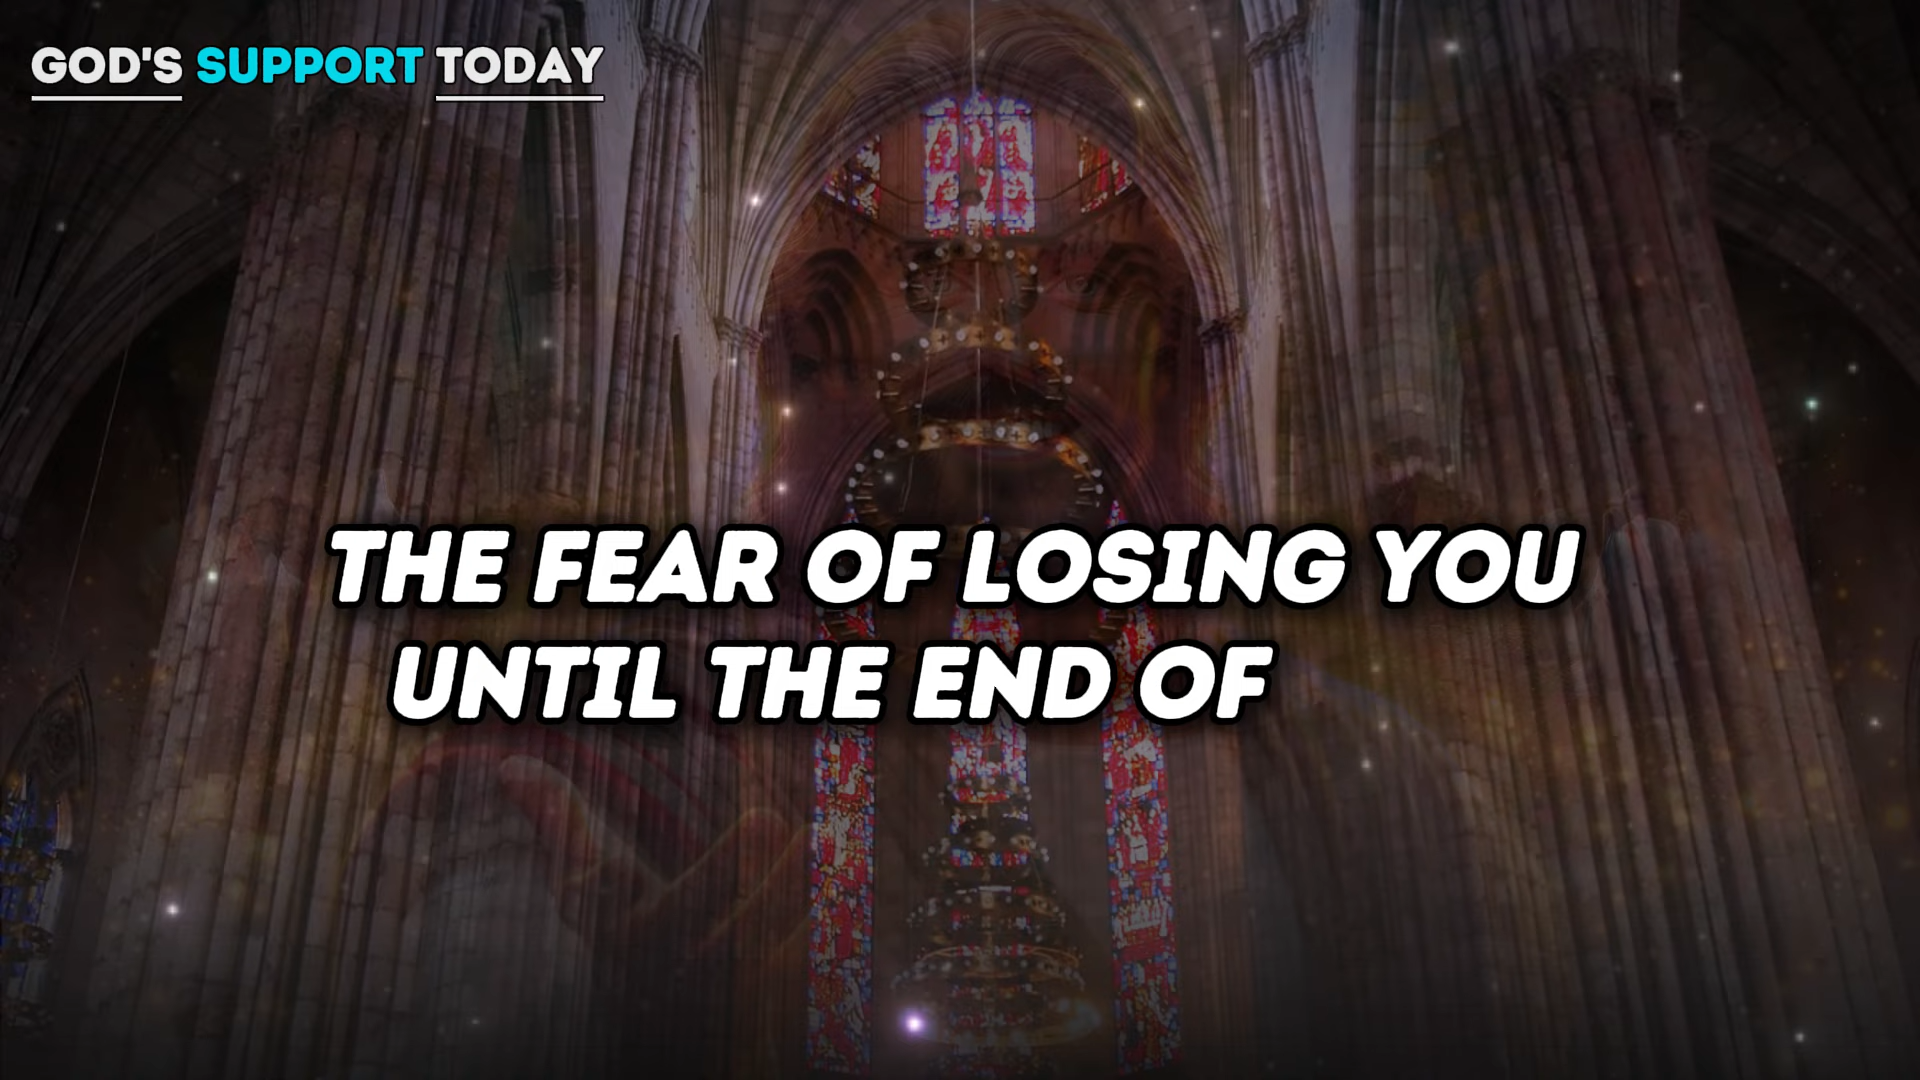 GOD'S SUPPORT TODAY
THE FEAR OF LOSING YOU
UNTIL THE END OF